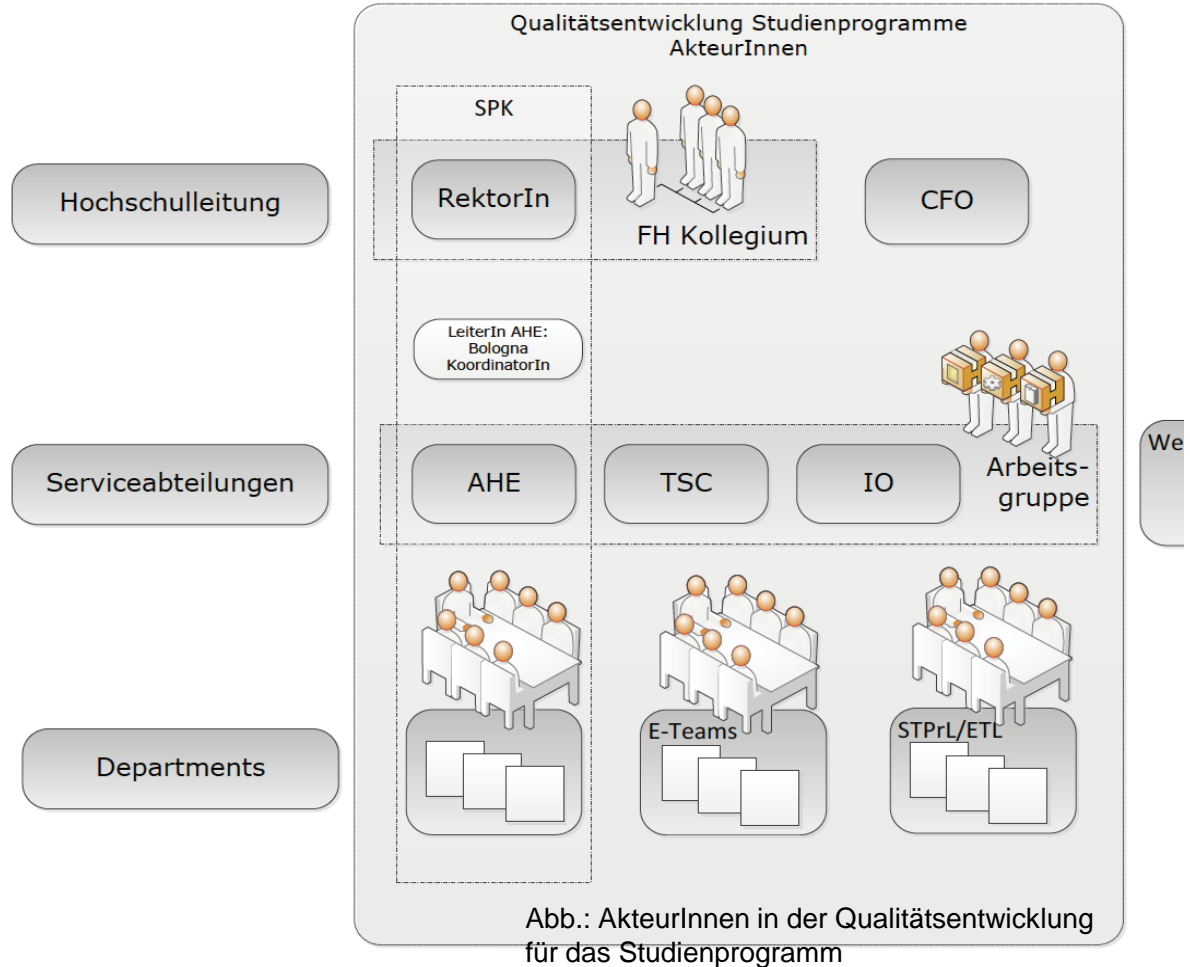 Qualitätsentwicklung Studienprogramme
AkteurInnen
SPK
Hochschulleitung
RektorIn
FH Kollegium
CFO
LeiterIn AHE:
Bologna
KoordinatorIn
Serviceabteilungen
AHE
TSC
IO
Arbeits-
gruppe
We
Departments
E-Teams
STPrL/ETL
Abb.: AkteurInnen in der Qualitätsentwicklung
für das Studienprogramm